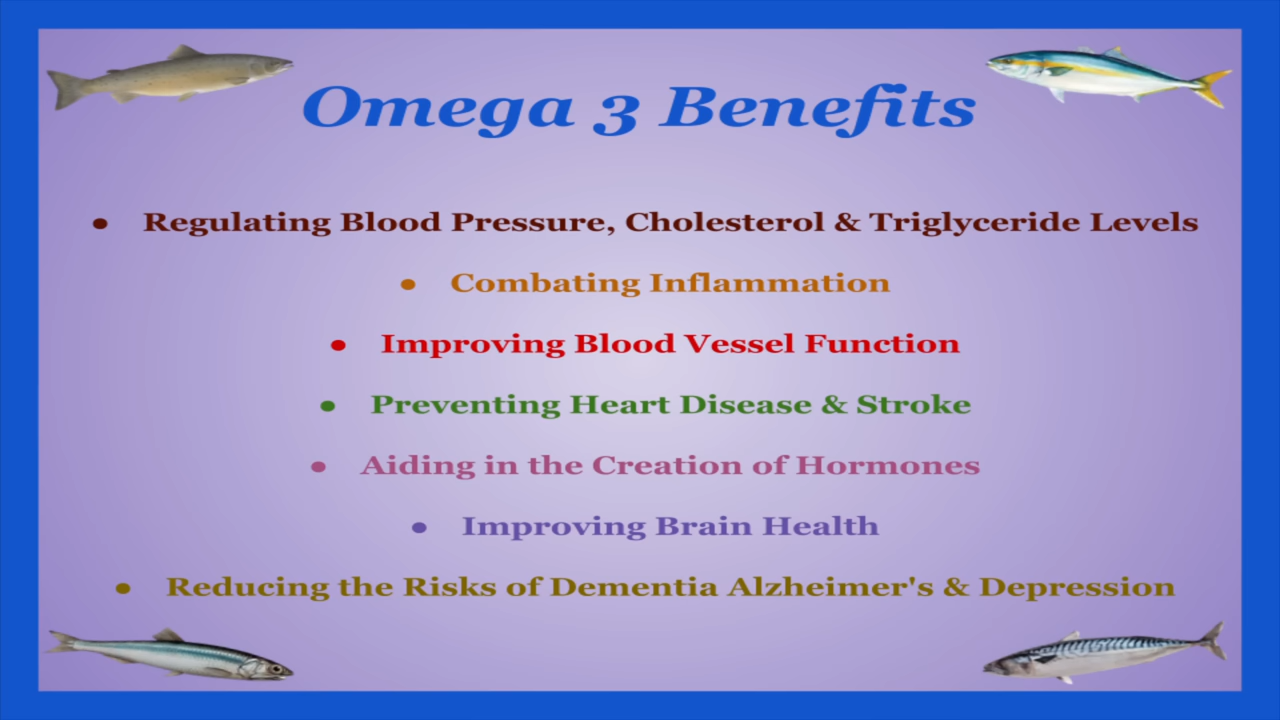 Omega 3 Benefits
● Regulating Blood Pressure, Cholesterol & Triglyceride Levels
● Combating Inflammation
● Improving Blood Vessel Function
● Preventing Heart Disease & Stroke
● Aiding in the Creation of Hormones
● Improving Brain Health
● Reducing the Risks of Dementia Alzheimer's & Depression